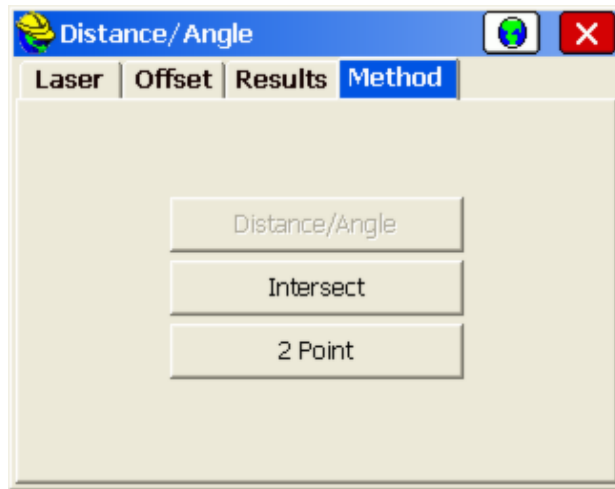 Distance/Angle
Laser Offset Results Method
Distance/Angle
Intersect
2 Point